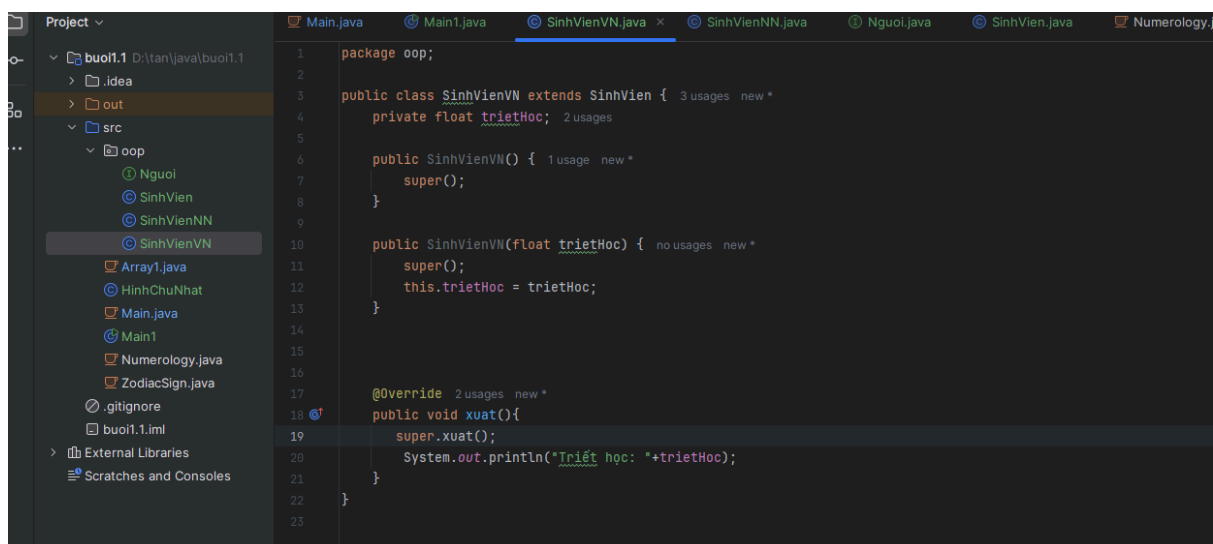 Project
Main.java Main1.java SinhVienVN.java × SinhVienNN.java Nguoi.java SinhVien.java Numerology.j
buoi1.1 D:\tan\java\buoi1.1
.idea
out
src
oop
Nguoi
SinhVien
SinhVienNN
SinhVienVN
Array1.java
HinhChuNhat
Main.java
Main1
Numerology.java
ZodiacSign.java
.gitignore
buoi1.1.iml
External Libraries
Scratches and Consoles
1 package oop;
2
3 public class SinhVienVN extends SinhVien { 3 usages new *
4 private float trietHoc; 2 usages
5
6 public SinhVienVN() { 1 usage new *
7 super();
8 }
9
10 public SinhVienVN(float trietHoc) { no usages new *
11 super();
12 this.trietHoc = trietHoc;
13 }
14
15
16
17 @Override 2 usages new *
18 public void xuat(){
19 super.xuat();
20 System.out.println("Triết học: "+trietHoc);
21 }
22 }
23